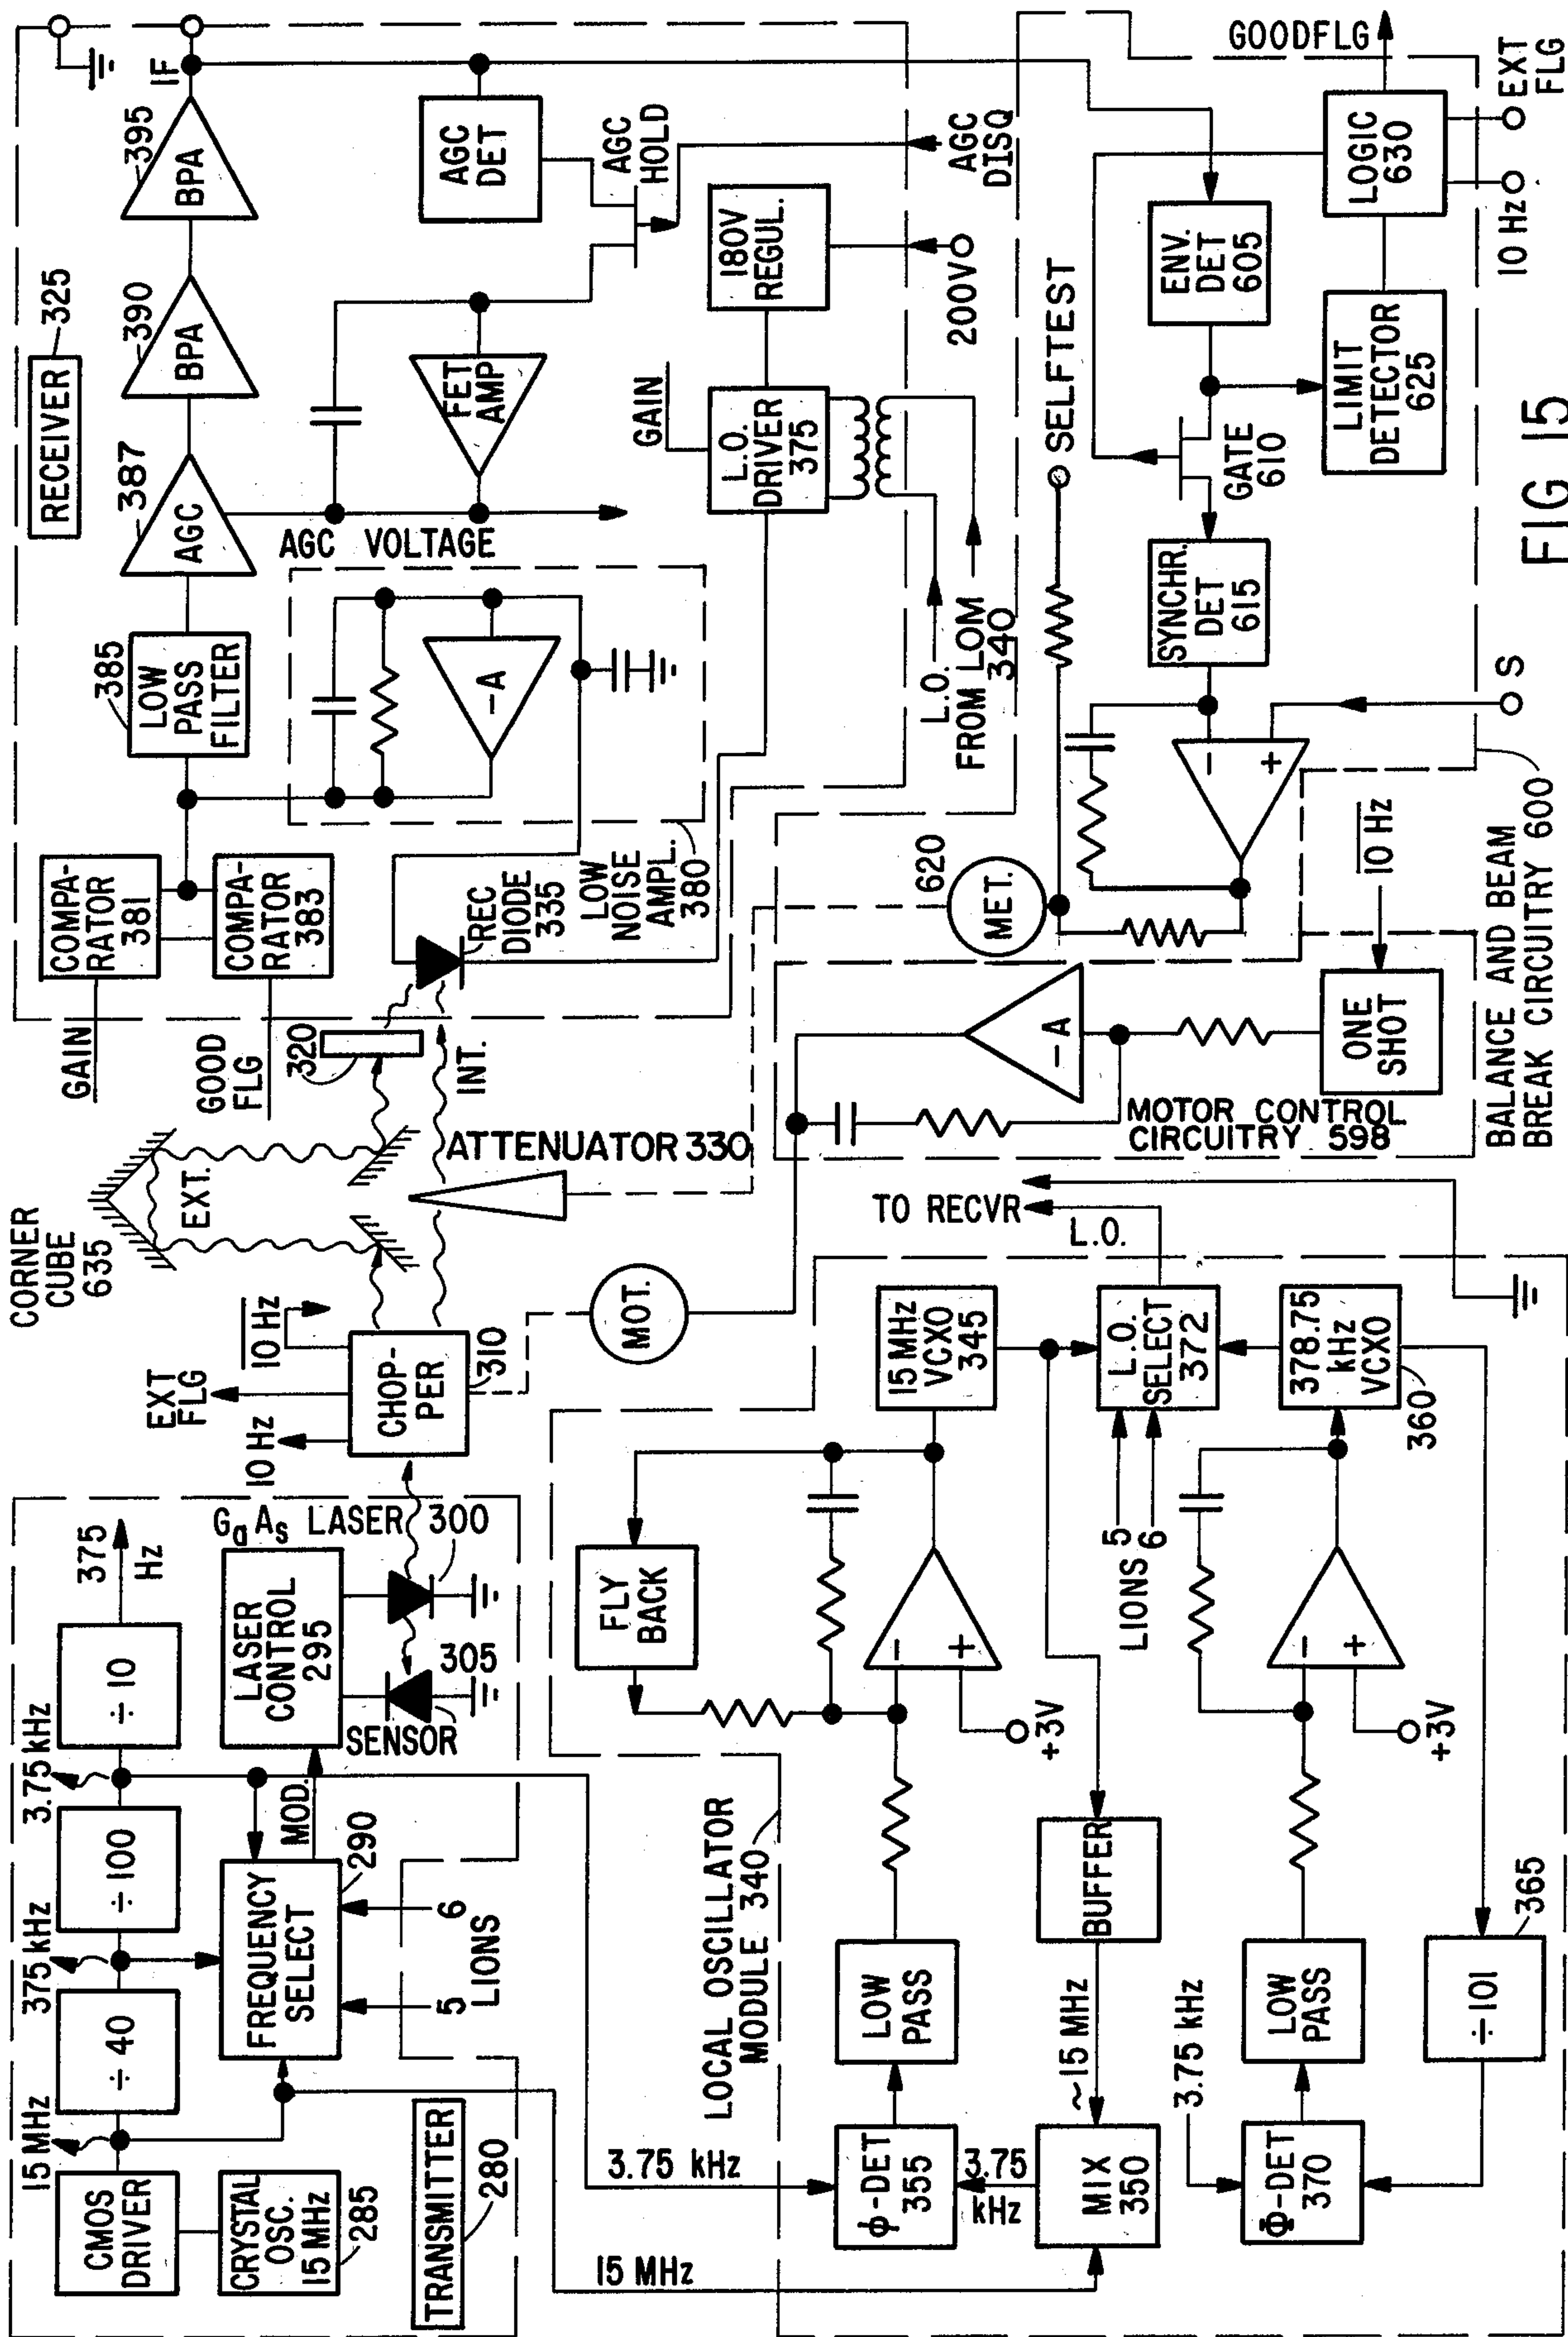 CMOS
DRIVER
15 MHz
÷ 40
375 kHz
÷ 100
3.75 kHz
÷ 10
375
Hz
CRYSTAL
OSC.
15 MHz
285
FREQUENCY
SELECT
290
MOD.
LASER
CONTROL
295
GaAs LASER 300
SENSOR
305
5
6
LIONS
TRANSMITTER
280
10 Hz
EXT
FLG
10 Hz
CHOP-
PER
310
CORNER
CUBE
635
EXT.
INT.
320
ATTENUATOR 330
MOT.
GAIN
GOOD
FLG
COMPA-
RATOR
381
COMPA-
RATOR
383
REC
DIODE
335
LOW
NOISE
AMPL.
380
-A
385
LOW
PASS
FILTER
RECEIVER
325
387
AGC
390
BPA
395
BPA
IF
AGC VOLTAGE
FET
AMP
AGC
DET
AGC
HOLD
AGC
DISQ
GAIN
L.O.
DRIVER
375
180V
REGUL.
200V
L.O.
FROM LOM
340
LOCAL OSCILLATOR
MODULE 340
3.75 kHz
15 MHz
ϕ-DET
355
3.75
kHz
MIX
350
LOW
PASS
~15 MHz
BUFFER
FLY
BACK
-
+
+3V
15 MHz
VCXO
345
L.O.
SELECT
372
5
6
LIONS
L.O.
TO RECVR
378.75
kHz
VCXO
360
3.75 kHz
Φ-DET
370
LOW
PASS
÷101
365
-
+
+3V
MOTOR CONTROL
CIRCUITRY 598
-A
ONE
SHOT
10 Hz
BALANCE AND BEAM
BREAK CIRCUITRY 600
MET.
620
SELFTEST
-
+
S
SYNCHR.
DET
615
GATE
610
ENV.
DET
605
LIMIT
DETECTOR
625
LOGIC
630
GOODFLG
10 Hz
EXT
FLG
FIG 15